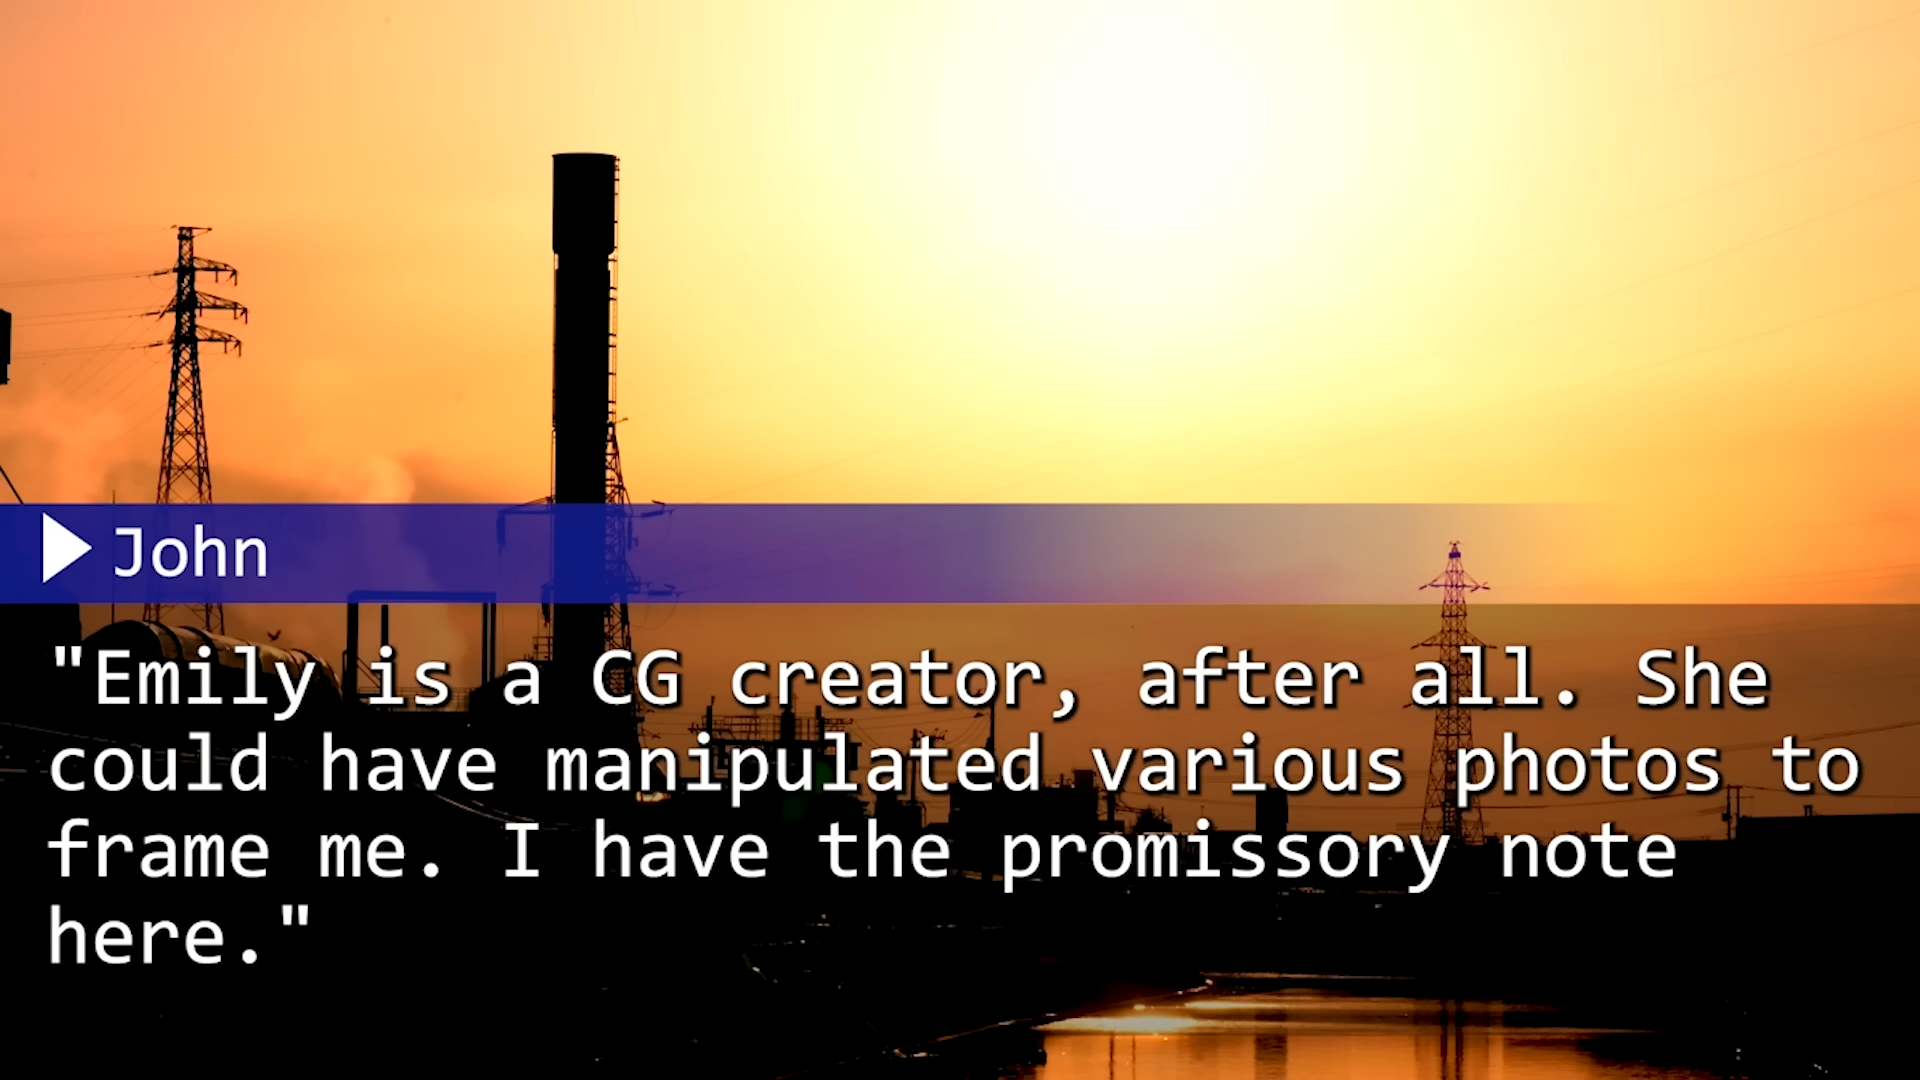 John
"Emily is a CG creator, after all. She
could have manipulated various photos to
frame me. I have the promissory note
here."